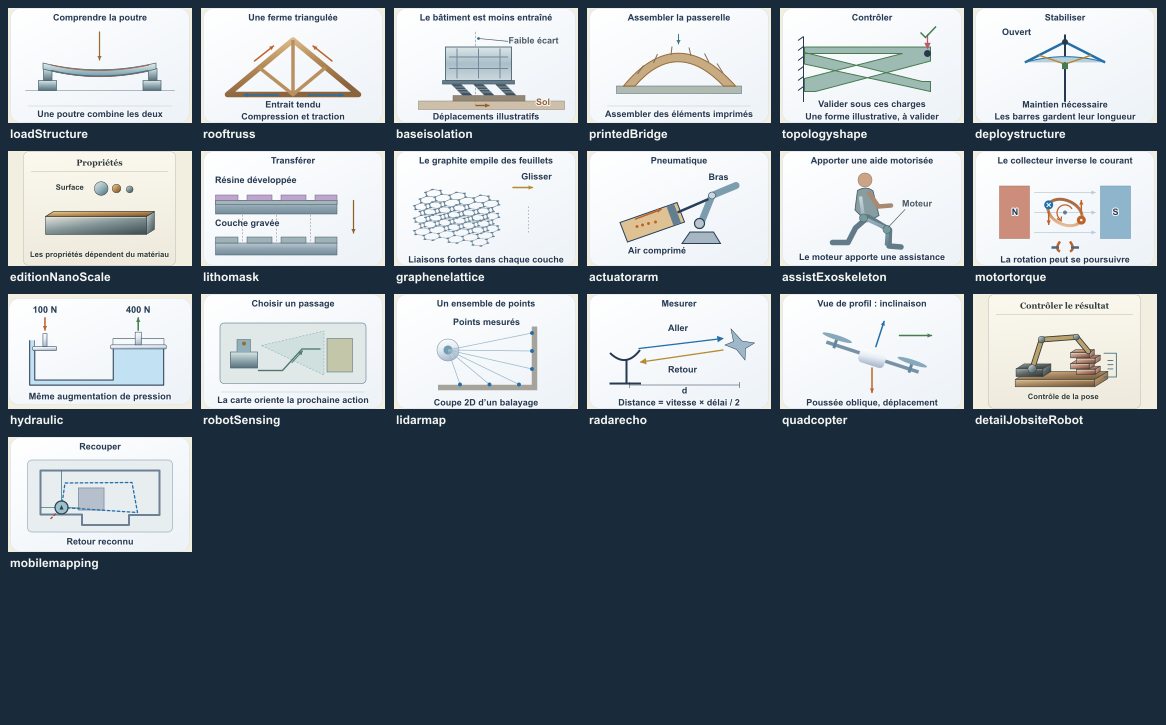 Comprendre la poutre
Une poutre combine les deux
loadStructure
Une ferme triangulée
Entrait tendu
Compression et traction
rooftruss
Le bâtiment est moins entraîné
Faible écart
Sol
Déplacements illustratifs
baseisolation
Assembler la passerelle
Assembler des éléments imprimés
printedBridge
Contrôler
Valider sous ces charges
Une forme illustrative, à valider
topologyshape
Stabiliser
Ouvert
Maintien nécessaire
Les barres gardent leur longueur
deploystructure
Propriétés
Surface
Les propriétés dépendent du matériau
editionNanoScale
Transférer
Résine développée
Couche gravée
lithomask
Le graphite empile des feuillets
Glisser
Liaisons fortes dans chaque couche
graphenelattice
Pneumatique
Bras
Air comprimé
actuatorarm
Apporter une aide motorisée
Moteur
Le moteur apporte une assistance
assistExoskeleton
Le collecteur inverse le courant
N
S
La rotation peut se poursuivre
motortorque
100 N
400 N
Même augmentation de pression
hydraulic
Choisir un passage
La carte oriente la prochaine action
robotSensing
Un ensemble de points
Points mesurés
Coupe 2D d'un balayage
lidarmap
Mesurer
Aller
Retour
d
Distance = vitesse × délai / 2
radarecho
Vue de profil : inclinaison
Poussée oblique, déplacement
quadcopter
Contrôler le résultat
Contrôle de la pose
detailJobsiteRobot
Recouper
Retour reconnu
mobilemapping